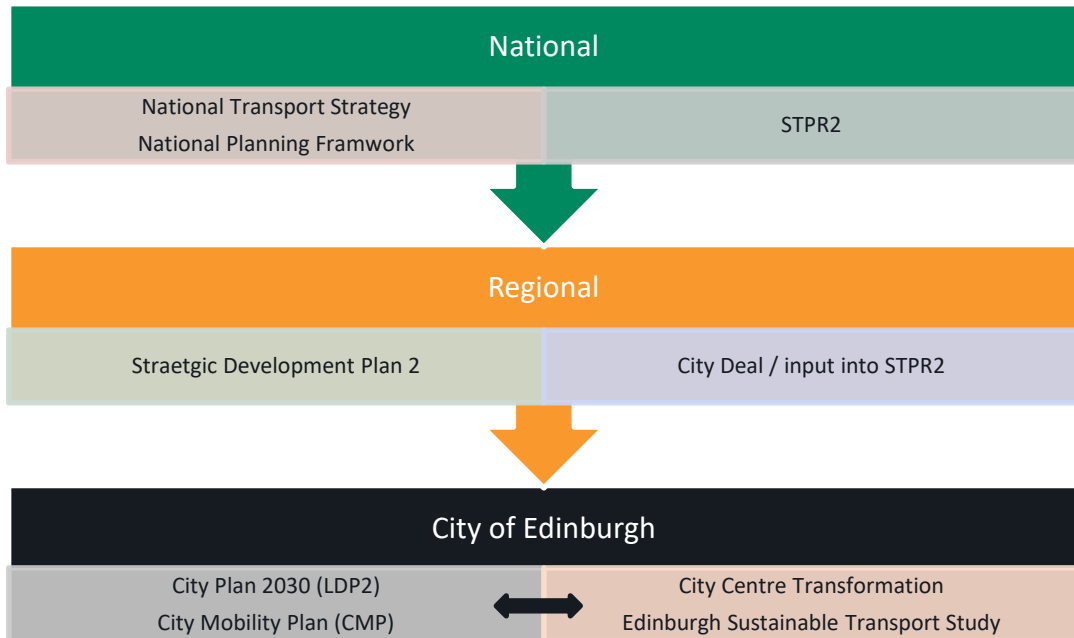 National
National Transport Strategy
National Planning Framwork
STPR2
Regional
Straetgic Development Plan 2
City Deal / input into STPR2
City of Edinburgh
City Plan 2030 (LDP2)
City Mobility Plan (CMP)
City Centre Transformation
Edinburgh Sustainable Transport Study